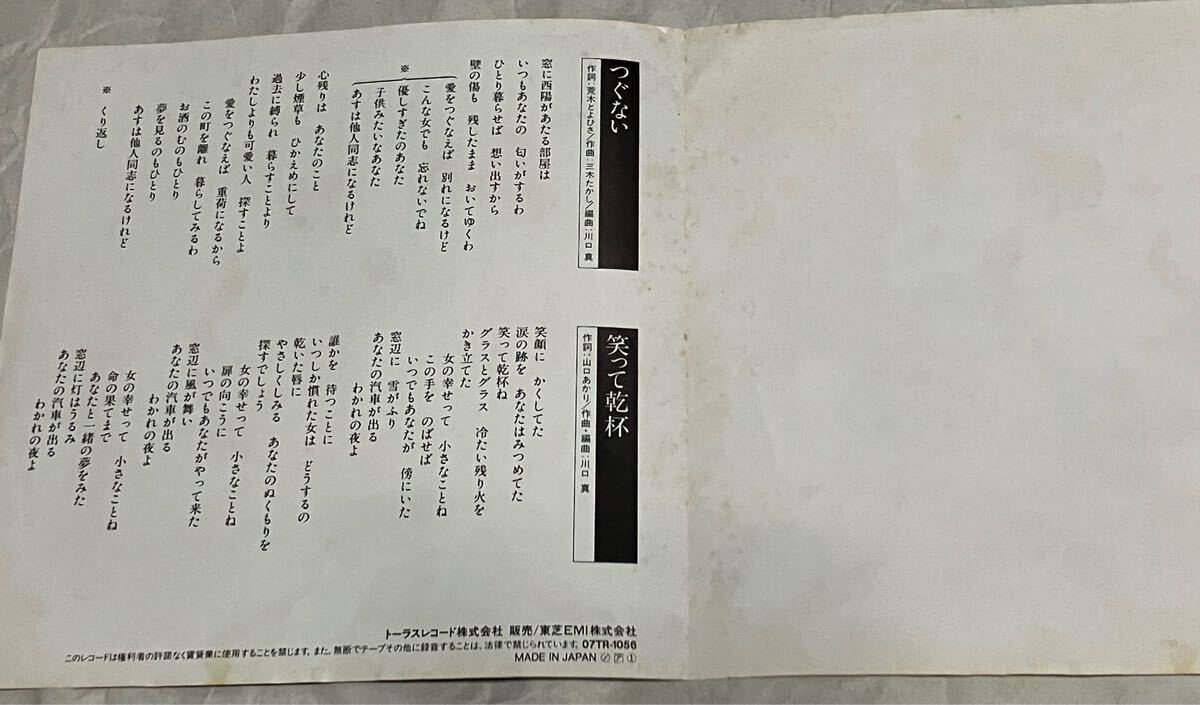 つぐない
作詞:荒木とよひさ/作曲:三木たかし/編曲:川口 真
窓に西陽があたる部屋は
いつもあなたの 匂いがするわ
ひとり暮らせば 想い出すから
壁の傷も 残したまま おいてゆくわ
愛をつぐなえば 別れになるけど
こんな女でも 忘れないでね
※
優しすぎたのあなた
子供みたいなあなた
あすは他人同志になるけれど
心残りは あなたのこと
少し煙草も ひかえめにして
過去に縛られ 暮らすことより
わたしよりも可愛い人 探すことよ
愛をつぐなえば 重荷になるから
この町を離れ 暮らしてみるわ
お酒のむのもひとり
夢を見るのもひとり
あすは他人同志になるけれど
※ くり返し
笑って乾杯
作詞:山口あかり/作曲・編曲:川口 真
笑顔に かくしてた
涙の跡を あなたはみつめてた
笑って乾杯ね
グラスとグラス 冷たい残り火を
かき立てた
女の幸せって 小さなことね
この手を のばせば
いつでもあなたが 傍にいた
窓辺に 雪がふり
あなたの汽車が出る
わかれの夜よ
誰かを 待つことに
いつしか慣れた女は どうするの
乾いた唇に
やさしくしみる あなたのぬくもりを
探すでしょう
女の幸せって 小さなことね
扉の向こうに
いつでもあなたがやって来た
窓辺に風が舞い
あなたの汽車が出る
わかれの夜よ
女の幸せって 小さなことね
命の果てまで
あなたと一緒の夢をみた
窓辺に灯はうるみ
あなたの汽車が出る
わかれの夜よ
トーラスレコード株式会社 販売/東芝EMI株式会社
このレコードは権利者の許諾なく賃貸業に使用することを禁じます。また、無断でテープその他に録音することは、法律で禁じられています。07TR-1056
MADE IN JAPAN